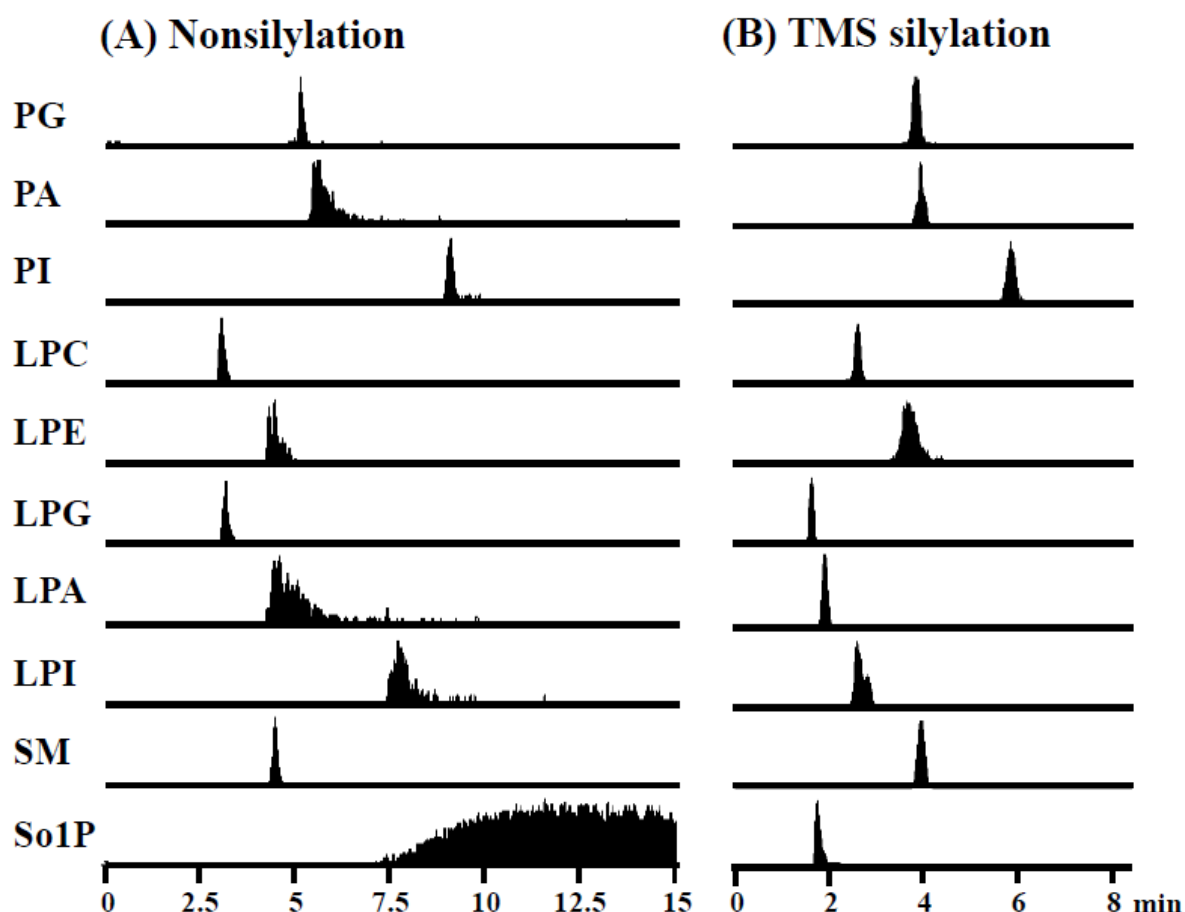 (A) Nonsilylation (B) TMS silylation
PG
PA
PI
LPC
LPE
LPG
LPA
LPI
SM
So1P
0 2.5 5 7.5 10 12.5 15 0 2 4 6 8 min